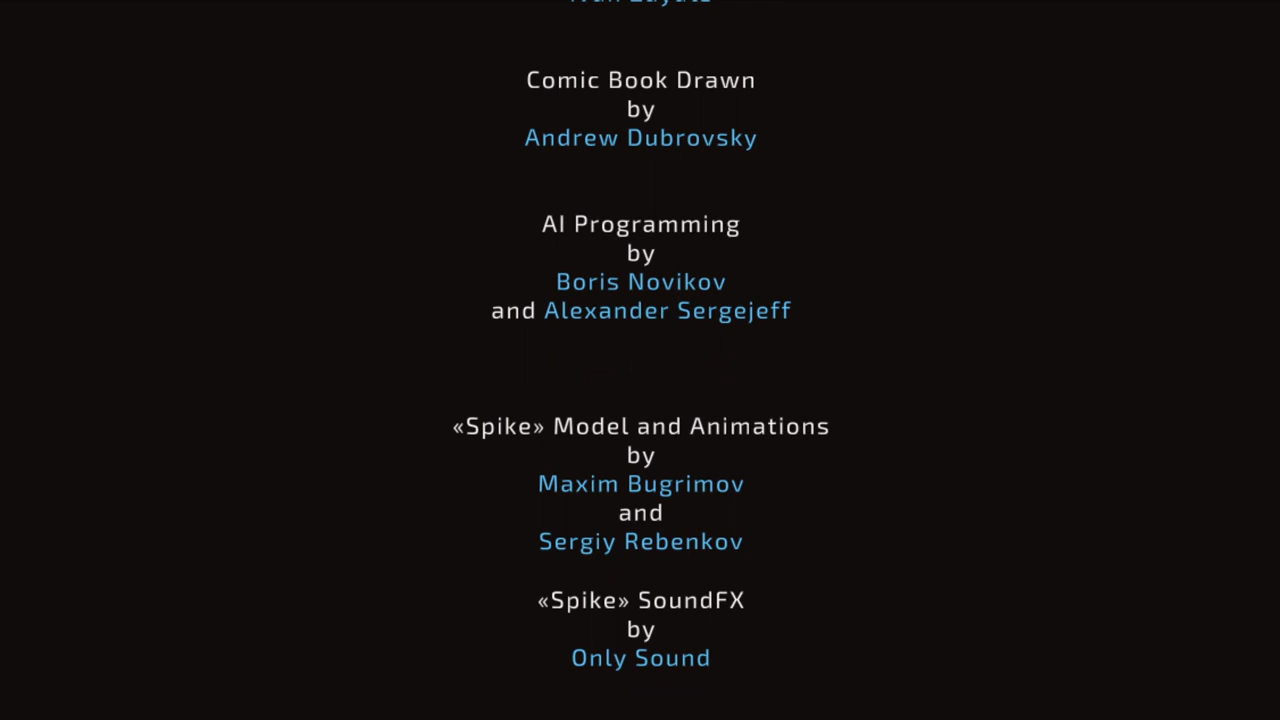 Comic Book Drawn
by
Andrew Dubrovsky
AI Programming
by
Boris Novikov
and Alexander Sergejeff
«Spike» Model and Animations
by
Maxim Bugrimov
and
Sergiy Rebenkov
«Spike» SoundFX
by
Only Sound